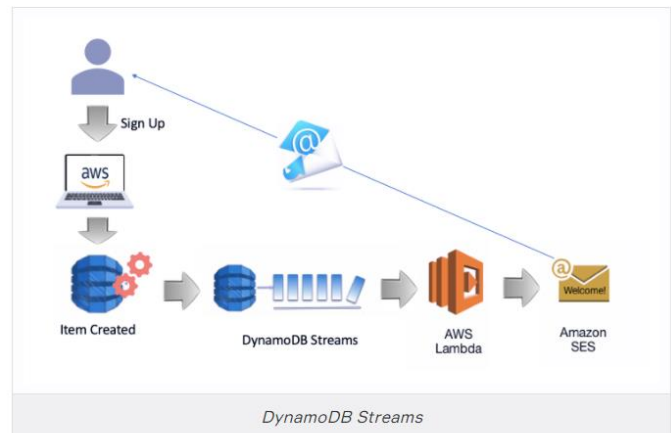 Sign Up
aws
@
Item Created
DynamoDB Streams
AWS
Lambda
@
Welcome!
Amazon
SES
DynamoDB Streams